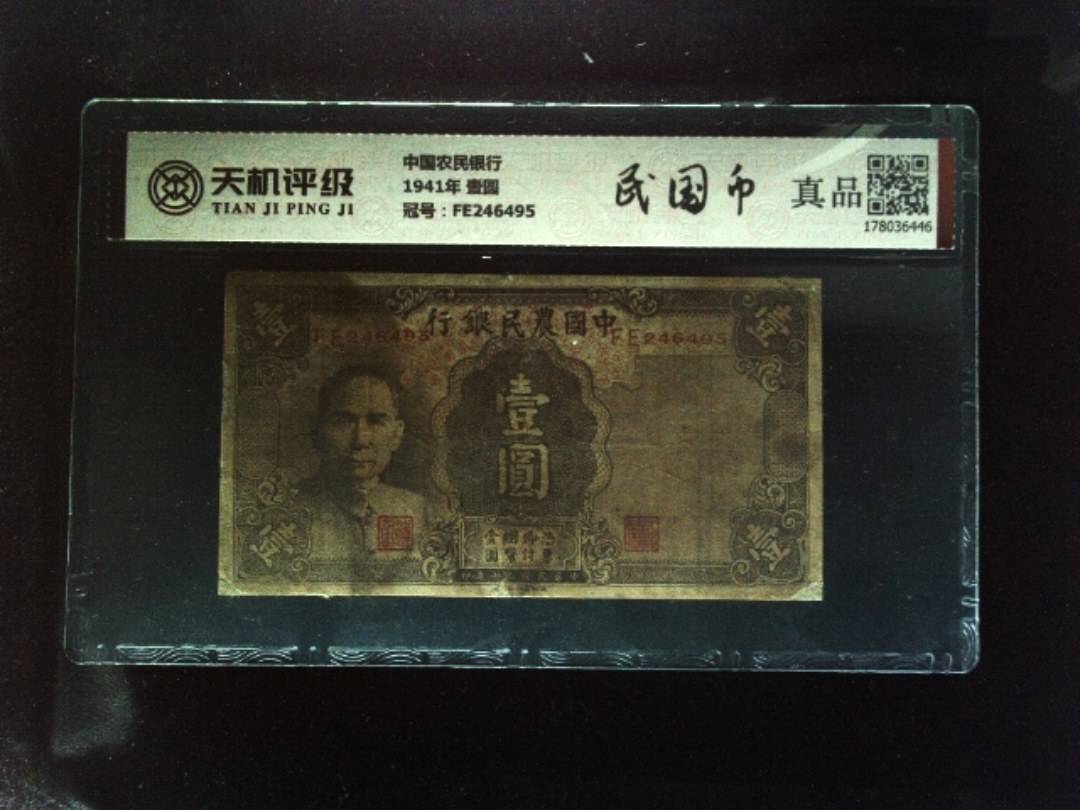 天机评级
TIAN JI PING JI
中国农民银行
1941年 壹圆
冠号：FE246495
民国币
真品
178036446
行銀民農國中
FE246495
FE246495
壹
壹
壹圓
壹
壹